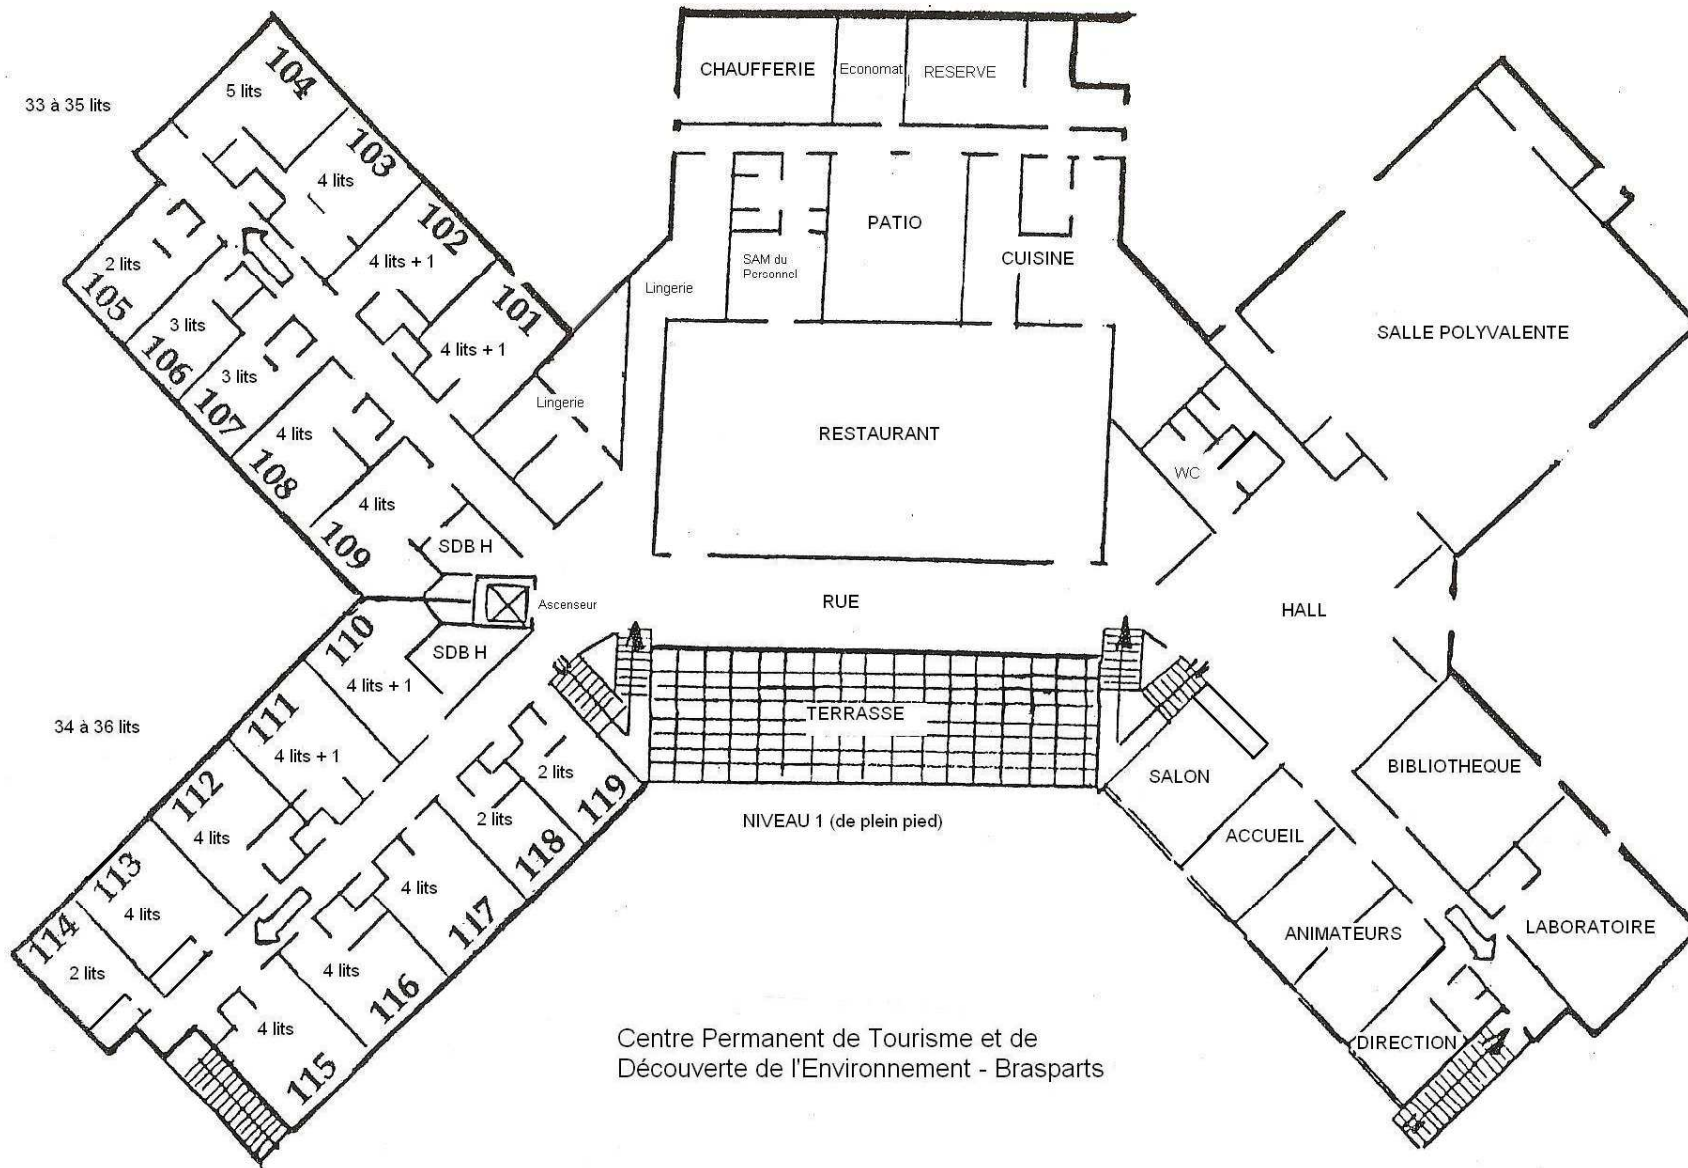 CHAUFFERIE
Economat
RESERVE
104
5 lits
33 à 35 lits
103
4 lits
102
4 lits + 1
101
4 lits + 1
2 lits
105
3 lits
106
3 lits
107
4 lits
108
4 lits
109
SDB H
Lingerie
Lingerie
SAM du
Personnel
PATIO
CUISINE
SALLE POLYVALENTE
RESTAURANT
WC
Ascenseur
RUE
HALL
110
SDB H
4 lits + 1
111
4 lits + 1
34 à 36 lits
112
4 lits
113
4 lits
114
2 lits
4 lits
115
4 lits
116
4 lits
117
2 lits
118
2 lits
119
TERRASSE
NIVEAU 1 (de plein pied)
SALON
ACCUEIL
BIBLIOTHEQUE
ANIMATEURS
LABORATOIRE
DIRECTION
Centre Permanent de Tourisme et de
Découverte de l'Environnement - Brasparts